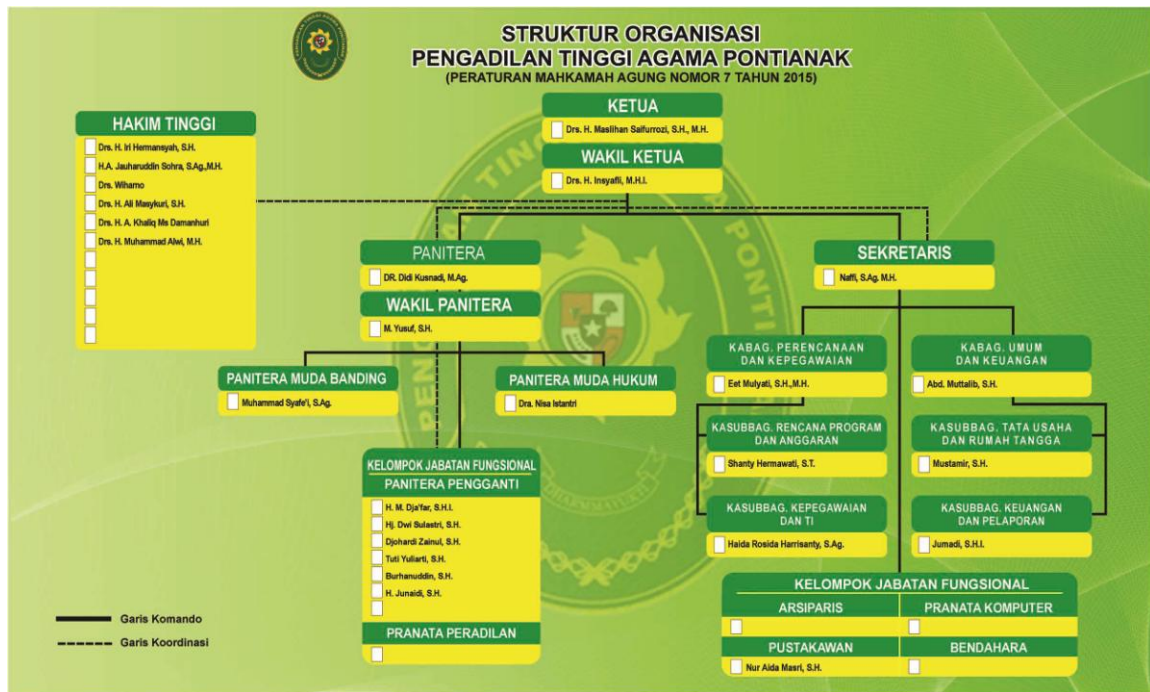 STRUKTUR ORGANISASI
PENGADILAN TINGGI AGAMA PONTIANAK
(PERATURAN MAHKAMAH AGUNG NOMOR 7 TAHUN 2015)
KETUA
Drs. H. Maslihan Saifurrozi, S.H., M.H.
WAKIL KETUA
Drs. H. Insyafli, M.H.I.
HAKIM TINGGI
Drs. H. Iri Hermansyah, S.H.
H.A. Jauharuddin Sohra, S.Ag.,M.H.
Drs. Wiharno
Drs. H. Ali Masykuri, S.H.
Drs. H. A. Khaliq Ms Damanhuri
Drs. H. Muhammad Alwi, M.H.
PANITERA
DR. Didi Kusnadi, M.Ag.
WAKIL PANITERA
M. Yusuf, S.H.
PANITERA MUDA BANDING
Muhammad Syafe'i, S.Ag.
PANITERA MUDA HUKUM
Dra. Nisa Istantri
KELOMPOK JABATAN FUNGSIONAL
PANITERA PENGGANTI
H. M. Dja'far, S.H.I.
Hj. Dwi Sulastri, S.H.
Djohardi Zainul, S.H.
Tuti Yuliarti, S.H.
Burhanuddin, S.H.
H. Junaidi, S.H.
PRANATA PERADILAN
SEKRETARIS
Naffi, S.Ag. M.H.
KABAG. PERENCANAAN
DAN KEPEGAWAIAN
Eet Mulyati, S.H.,M.H.
KASUBBAG. RENCANA PROGRAM
DAN ANGGARAN
Shanty Hermawati, S.T.
KASUBBAG. KEPEGAWAIAN
DAN TI
Haida Rosida Harrisanty, S.Ag.
KABAG. UMUM
DAN KEUANGAN
Abd. Muttalib, S.H.
KASUBBAG. TATA USAHA
DAN RUMAH TANGGA
Mustamir, S.H.
KASUBBAG. KEUANGAN
DAN PELAPORAN
Jumadi, S.H.I.
KELOMPOK JABATAN FUNGSIONAL
ARSIPARIS
PRANATA KOMPUTER
PUSTAKAWAN
Nur Aida Masri, S.H.
BENDAHARA
Garis Komando
Garis Koordinasi